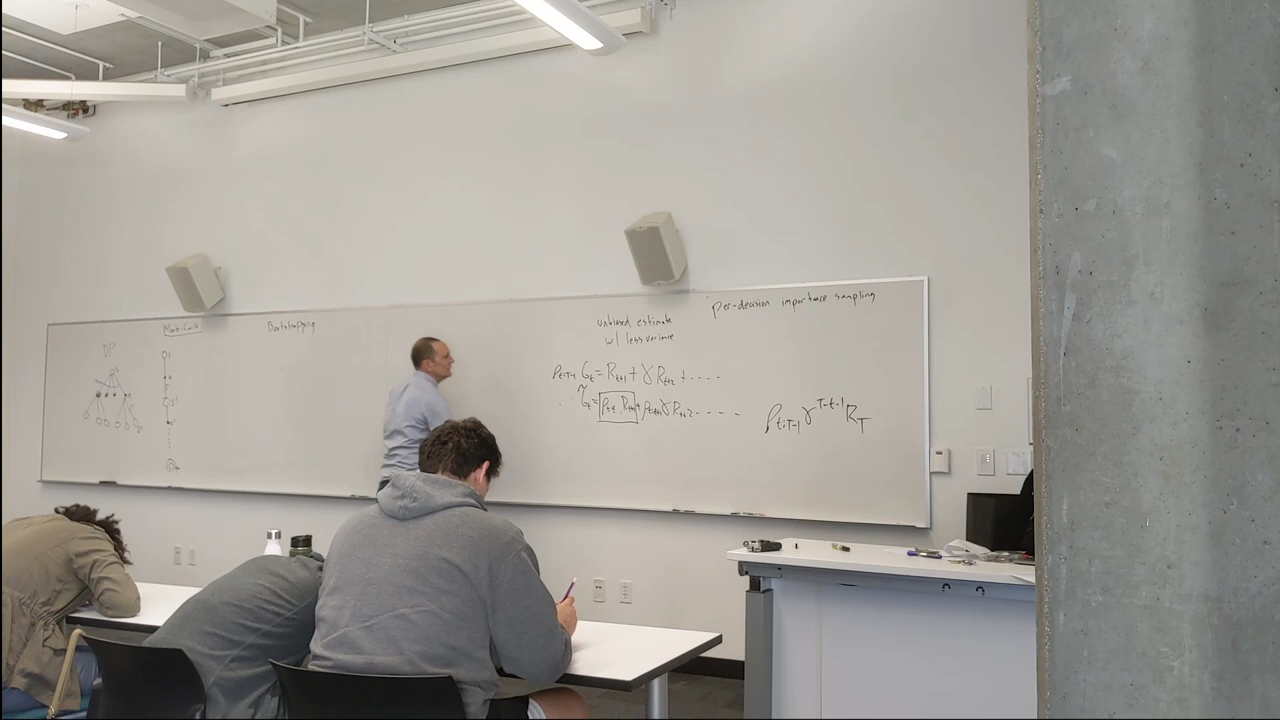 DP
Monte-Carlo
Bootstrapping
unbiased estimate
w/ less variance
per-decision importance sampling
ρt:T-1 Gt = Rt+1 + γ Rt+2 + ----
G̃t = ρt:t Rt+1 + ρt:t+1 γ Rt+2 ----
ρt:T-1 γ^T-t-1 RT